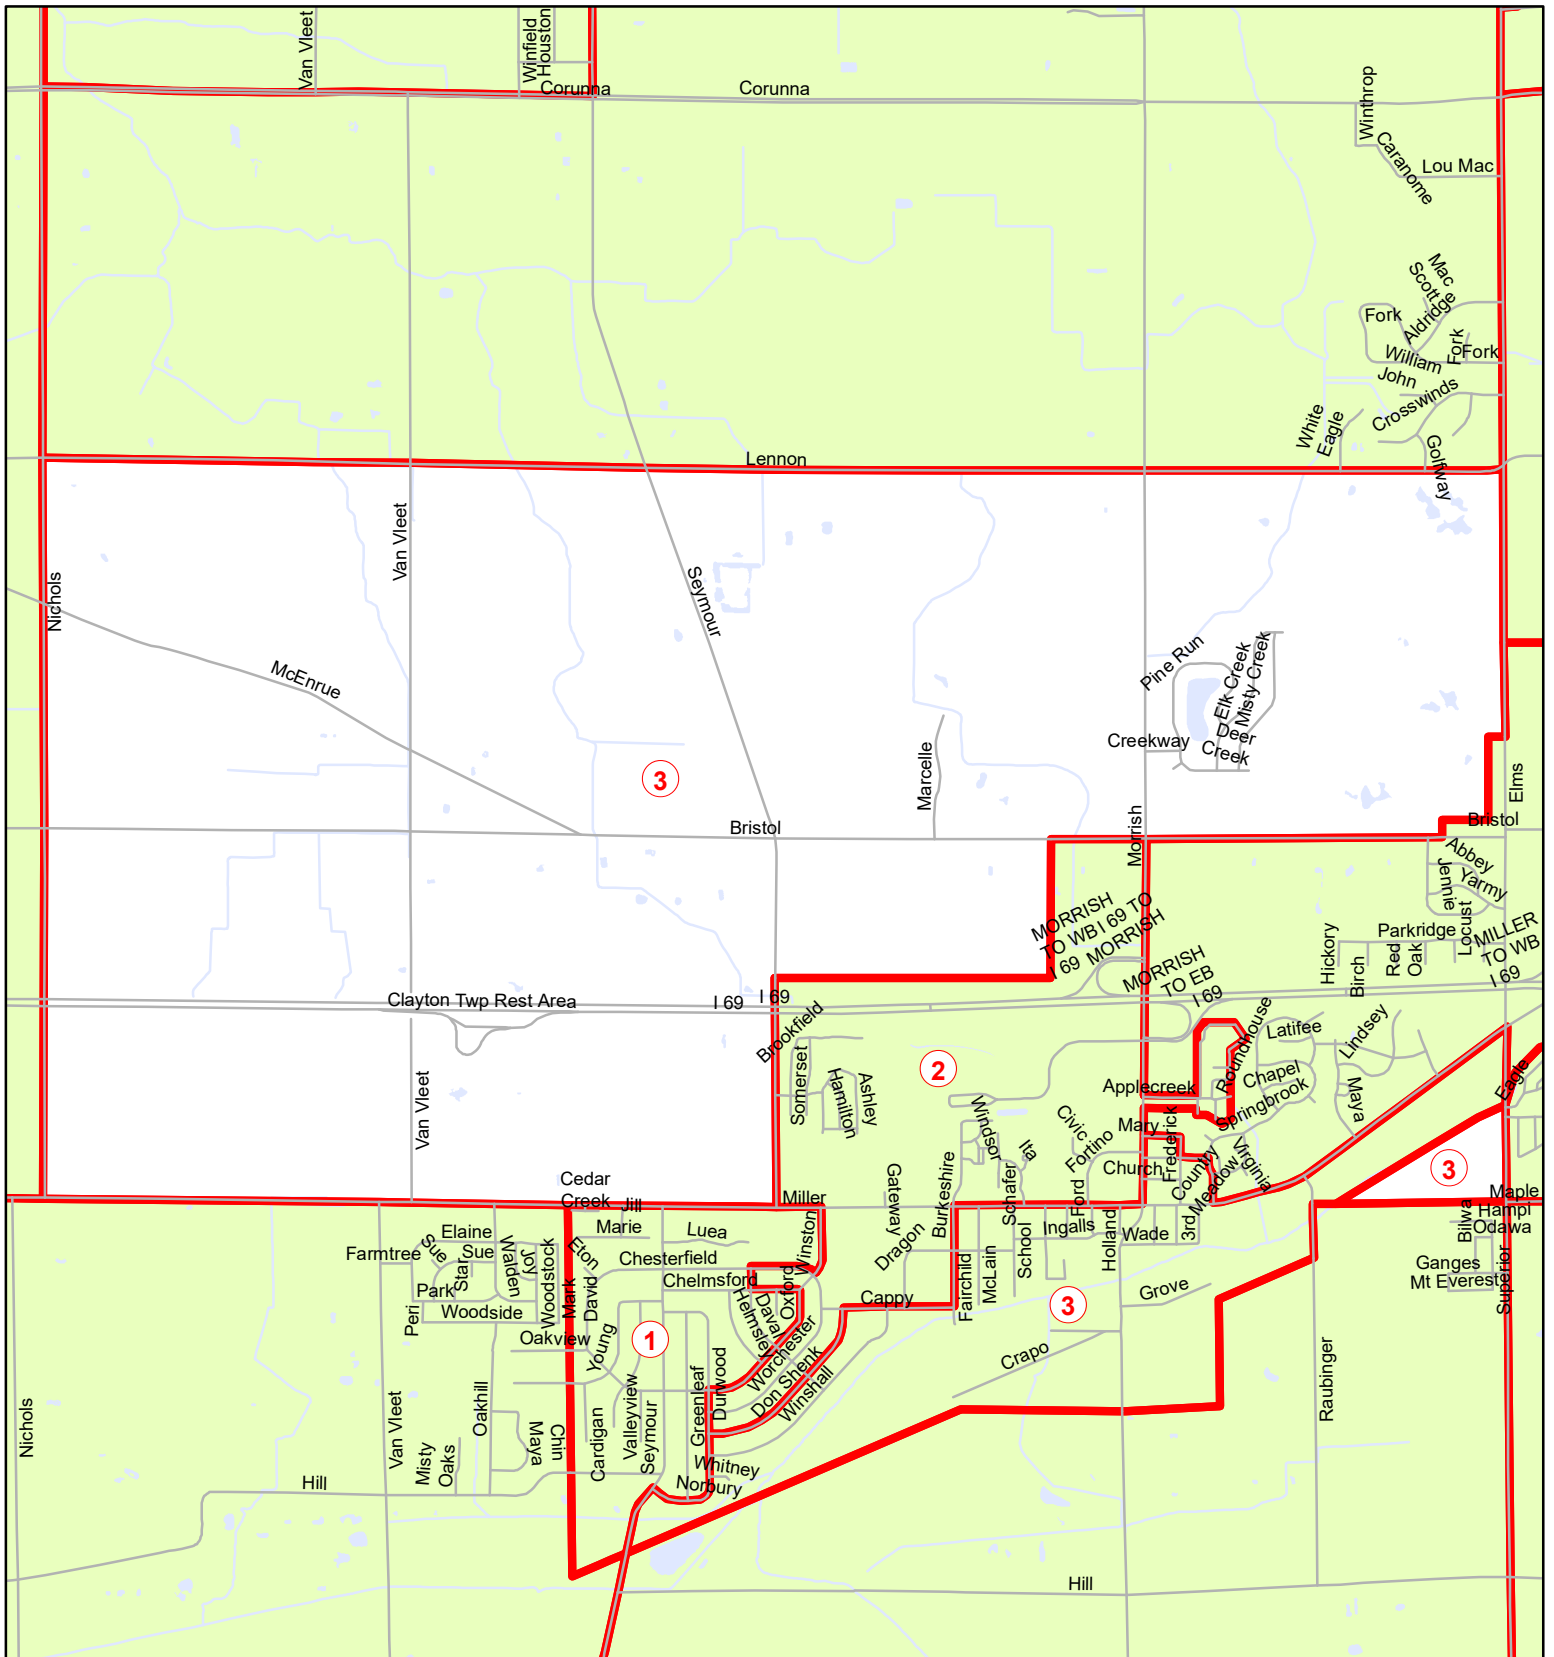 Van Vleet
Winfield
Houston
Corunna
Corunna
Winthrop
Caranome
Lou Mac
Mac
Scott
Fork
Aldridge
Fork
Fork
William
John
Crosswinds
White
Eagle
Golfway
Lennon
Van Vleet
Seymour
Nichols
McEnrue
Pine Run
Elk Creek
Misty Creek
Deer
Creek
Creekway
Marcelle
3
Elms
Bristol
Bristol
Morrish
Abbey
Yarmy
Jennie
Locust
Parkridge
Hickory
Birch
Red
Oak
MILLER
TO WB
I 69
MORRISH
TO WB
I 69
I 69 TO
MORRISH
MORRISH
TO EB
I 69
Clayton Twp Rest Area
I 69
I 69
Brookfield
Somerset
Hamilton
Ashley
2
Roundhouse
Latifee
Lindsey
Chapel
Springbrook
Maya
Applecreek
Eagle
Van Vleet
Windsor
Ita
Civic
Fortino
Mary
Frederick
Church
Country
Meadow
Virginia
3
Cedar
Creek
Jill
Miller
Gateway
Burkeshire
Schafer
Ford
Maple
Hampl
Odawa
Bilwa
Elaine
Marie
Luea
Winston
Dragon
School
Ingalls
Holland
Wade
3rd
Farmtree
Sue
Sue
Star
Walden
Joy
Woodstock
Eton
Chesterfield
Ganges
Mt Everest
Superior
Park
Peri
Woodside
Mark
David
Chelmsford
Oxford
Daval
Helmsley
Cappy
Fairchild
McLain
3
Grove
Oakview
Young
1
Worchester
Don Shenk
Winshall
Crapo
Raubinger
Nichols
Van Vleet
Oakhill
Misty
Oaks
Maya
Chin
Cardigan
Valleyview
Seymour
Greenleaf
Durwood
Whitney
Norbury
Hill
Hill